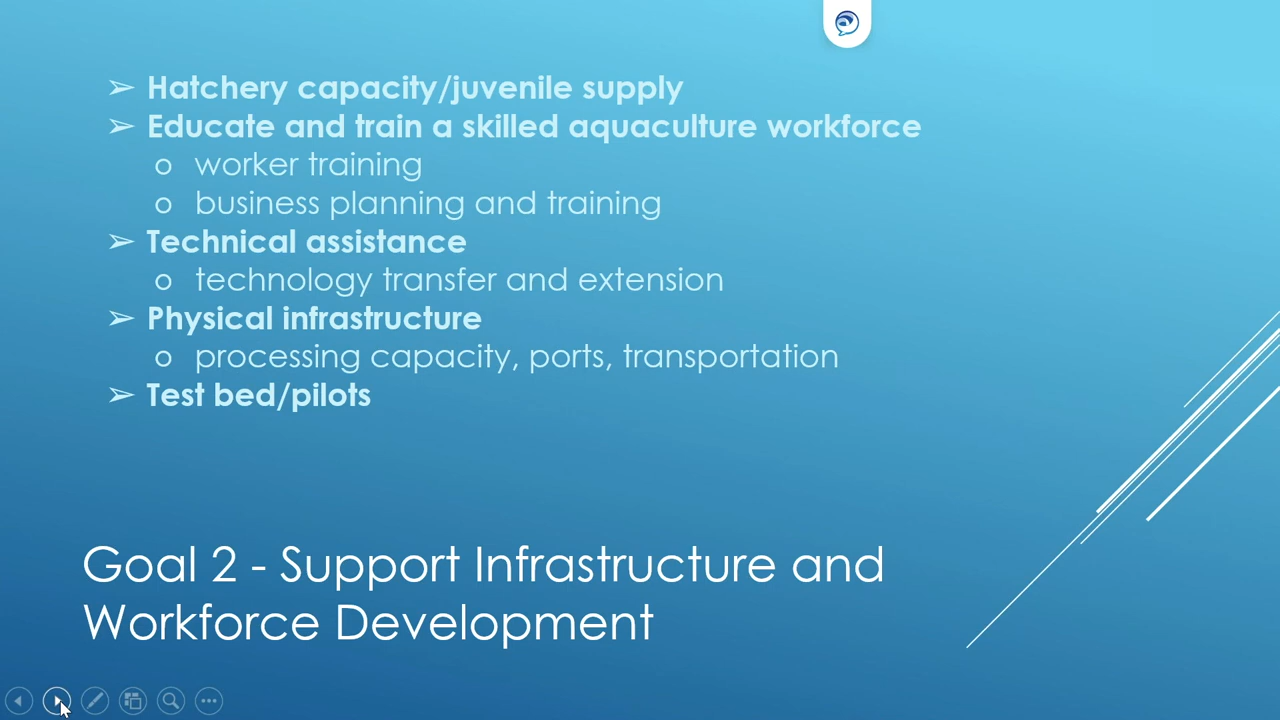 ➢ Hatchery capacity/juvenile supply
➢ Educate and train a skilled aquaculture workforce
o worker training
o business planning and training
➢ Technical assistance
o technology transfer and extension
➢ Physical infrastructure
o processing capacity, ports, transportation
➢ Test bed/pilots
Goal 2 - Support Infrastructure and
Workforce Development